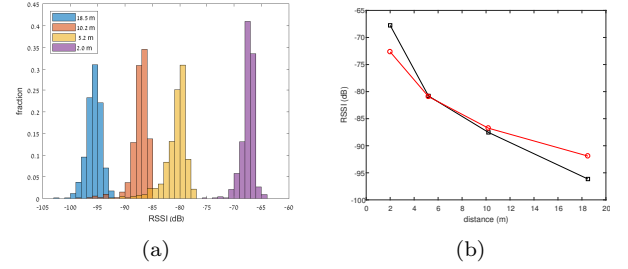 0.45
0.4
0.35
0.3
0.25
0.2
0.15
0.1
0.05
0
fraction
18.5 m
10.2 m
5.2 m
2.0 m
-105 -100 -95 -90 -85 -80 -75 -70 -65 -60
RSSI (dB)
(a)
-65
-70
-75
-80
-85
-90
-95
-100
RSSI (dB)
0 2 4 6 8 10 12 14 16 18 20
distance (m)
(b)